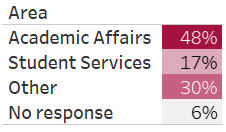 Area
Academic Affairs 48%
Student Services 17%
Other 30%
No response 6%